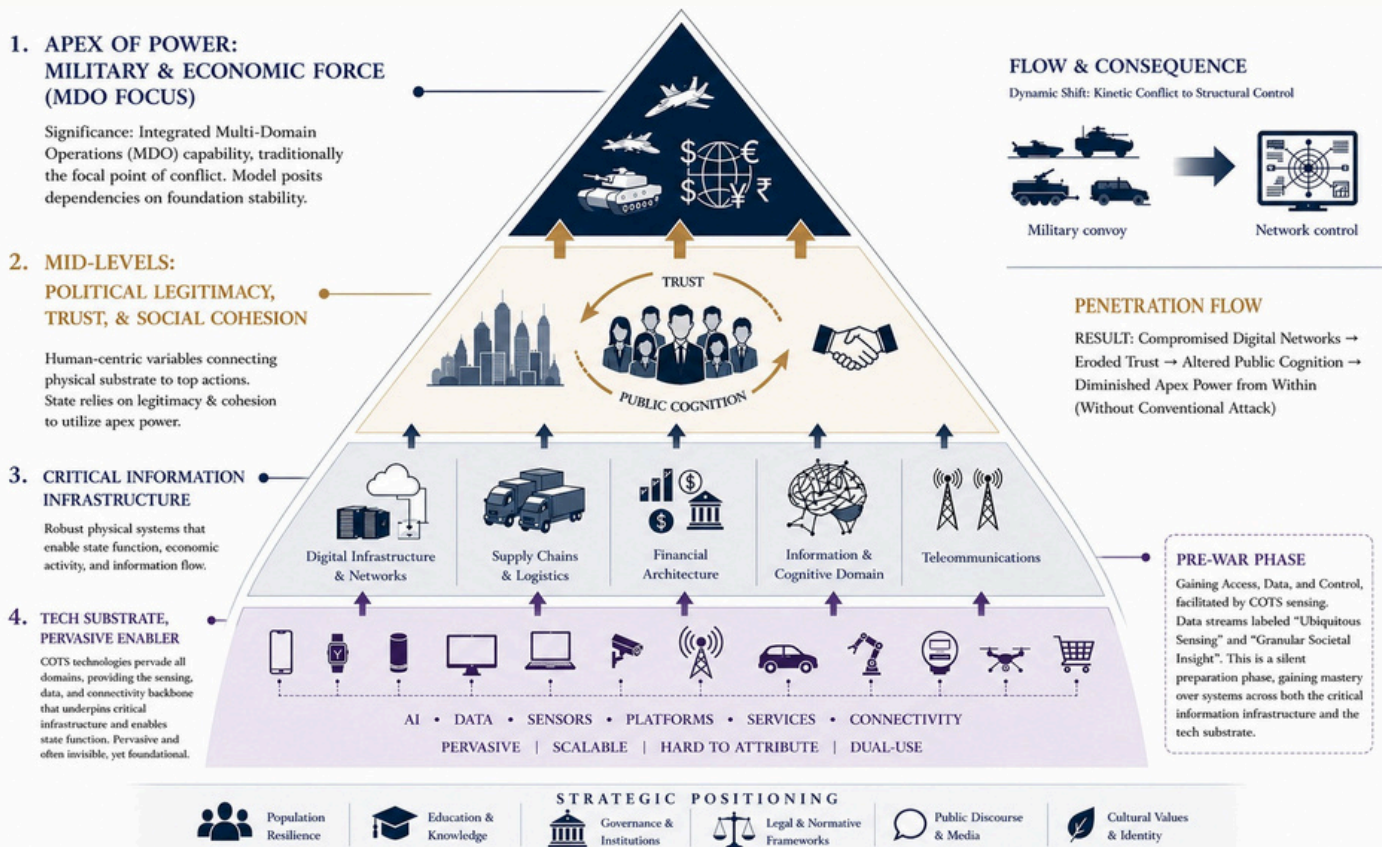 1. APEX OF POWER:
MILITARY & ECONOMIC FORCE
(MDO FOCUS)
Significance: Integrated Multi-Domain
Operations (MDO) capability, traditionally
the focal point of conflict. Model posits
dependencies on foundation stability.
$ €
$ ¥ ₹
FLOW & CONSEQUENCE
Dynamic Shift: Kinetic Conflict to Structural Control
Military convoy
Network control
2. MID-LEVELS:
POLITICAL LEGITIMACY,
TRUST, & SOCIAL COHESION
Human-centric variables connecting
physical substrate to top actions.
State relies on legitimacy & cohesion
to utilize apex power.
TRUST
PUBLIC COGNITION
PENETRATION FLOW
RESULT: Compromised Digital Networks →
Eroded Trust → Altered Public Cognition →
Diminished Apex Power from Within
(Without Conventional Attack)
3. CRITICAL INFORMATION
INFRASTRUCTURE
Robust physical systems that
enable state function, economic
activity, and information flow.
Digital Infrastructure
& Networks
Supply Chains
& Logistics
$
$
Financial
Architecture
Information &
Cognitive Domain
Telecommunications
4. TECH SUBSTRATE,
PERVASIVE ENABLER
COTS technologies pervade all
domains, providing the sensing,
data, and connectivity backbone
that underpins critical
infrastructure and enables
state function. Pervasive and
often invisible, yet foundational.
AI • DATA • SENSORS • PLATFORMS • SERVICES • CONNECTIVITY
PERVASIVE | SCALABLE | HARD TO ATTRIBUTE | DUAL-USE
PRE-WAR PHASE
Gaining Access, Data, and Control,
facilitated by COTS sensing.
Data streams labeled “Ubiquitous
Sensing” and “Granular Societal
Insight”. This is a silent
preparation phase, gaining mastery
over systems across both the critical
information infrastructure and the
tech substrate.
STRATEGIC POSITIONING
Population
Resilience
Education &
Knowledge
Governance &
Institutions
Legal & Normative
Frameworks
Public Discourse
& Media
Cultural Values
& Identity